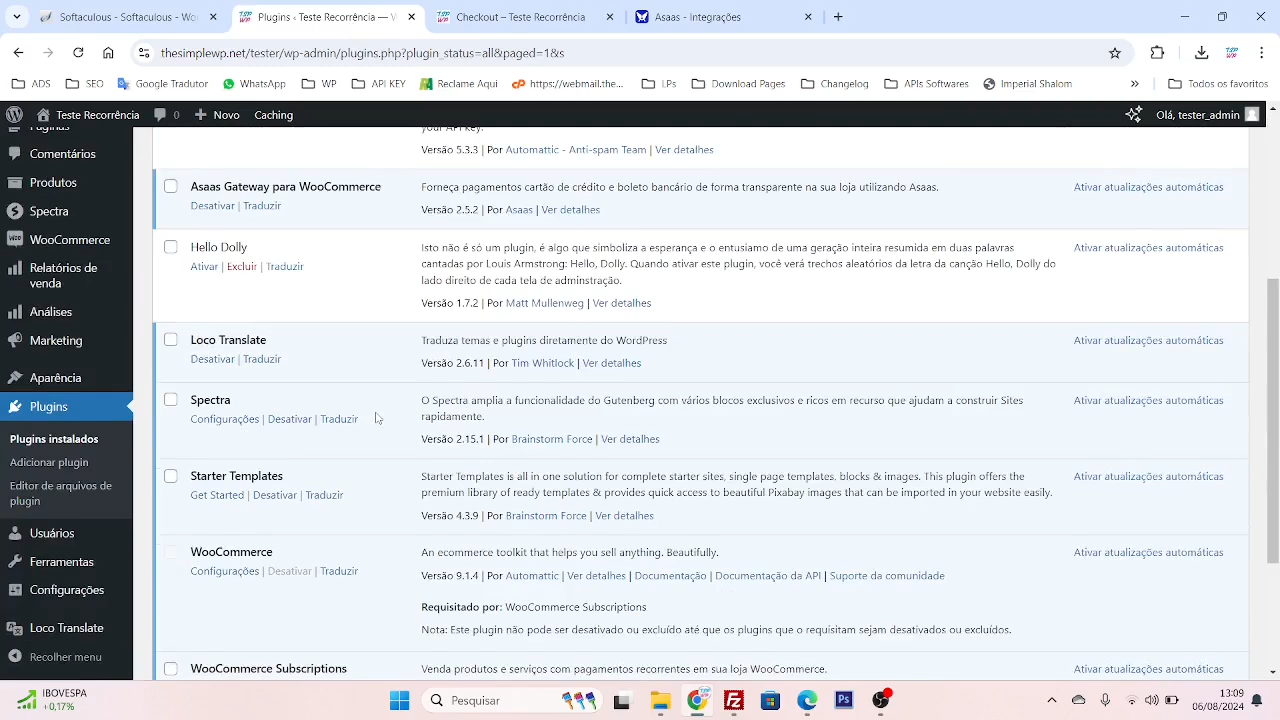 Softaculous - Softaculous - Wo
Plugins ‹ Teste Recorrência — W
Checkout – Teste Recorrência
Asaas - Integrações
thesimplewp.net/tester/wp-admin/plugins.php?plugin_status=all&paged=1&s
ADS
SEO
Google Tradutor
WhatsApp
WP
API KEY
Reclame Aqui
https://webmail.the...
LPs
Download Pages
Changelog
APIs Softwares
Imperial Shalom
»
Todos os favoritos
Teste Recorrência
0
Novo
Caching
Olá, tester_admin
Páginas
Comentários
Produtos
Spectra
WooCommerce
Relatórios de
venda
Análises
Marketing
Aparência
Plugins
Plugins instalados
Adicionar plugin
Editor de arquivos de
plugin
Usuários
Ferramentas
Configurações
Loco Translate
Recolher menu
your API key.
Versão 5.3.3 | Por Automattic - Anti-spam Team | Ver detalhes
Asaas Gateway para WooCommerce
Desativar | Traduzir
Forneça pagamentos cartão de crédito e boleto bancário de forma transparente na sua loja utilizando Asaas.
Versão 2.5.2 | Por Asaas | Ver detalhes
Ativar atualizações automáticas
Hello Dolly
Ativar | Excluir | Traduzir
Isto não é só um plugin, é algo que simboliza a esperança e o entusiamo de uma geração inteira resumida em duas palavras
cantadas por Louis Armstrong: Hello, Dolly. Quando ativar este plugin, você verá trechos aleatórios da letra da canção Hello, Dolly do
lado direito de cada tela de adminstração.
Versão 1.7.2 | Por Matt Mullenweg | Ver detalhes
Ativar atualizações automáticas
Loco Translate
Desativar | Traduzir
Traduza temas e plugins diretamente do WordPress
Versão 2.6.11 | Por Tim Whitlock | Ver detalhes
Ativar atualizações automáticas
Spectra
Configurações | Desativar | Traduzir
O Spectra amplia a funcionalidade do Gutenberg com vários blocos exclusivos e ricos em recurso que ajudam a construir Sites
rapidamente.
Versão 2.15.1 | Por Brainstorm Force | Ver detalhes
Ativar atualizações automáticas
Starter Templates
Get Started | Desativar | Traduzir
Starter Templates is all in one solution for complete starter sites, single page templates, blocks & images. This plugin offers the
premium library of ready templates & provides quick access to beautiful Pixabay images that can be imported in your website easily.
Versão 4.3.9 | Por Brainstorm Force | Ver detalhes
Ativar atualizações automáticas
WooCommerce
Configurações | Desativar | Traduzir
An ecommerce toolkit that helps you sell anything. Beautifully.
Versão 9.1.4 | Por Automattic | Ver detalhes | Documentação | Documentação da API | Suporte da comunidade
Requisitado por: WooCommerce Subscriptions
Nota: Este plugin não pode ser desativado ou excluído até que os plugins que o requisitam sejam desativados ou excluídos.
Ativar atualizações automáticas
WooCommerce Subscriptions
Venda produtos e serviços com pagamentos recorrentes em sua loja WooCommerce.
Ativar atualizações automáticas
IBOVESPA
+0.17%
Pesquisar
13:09
06/08/2024